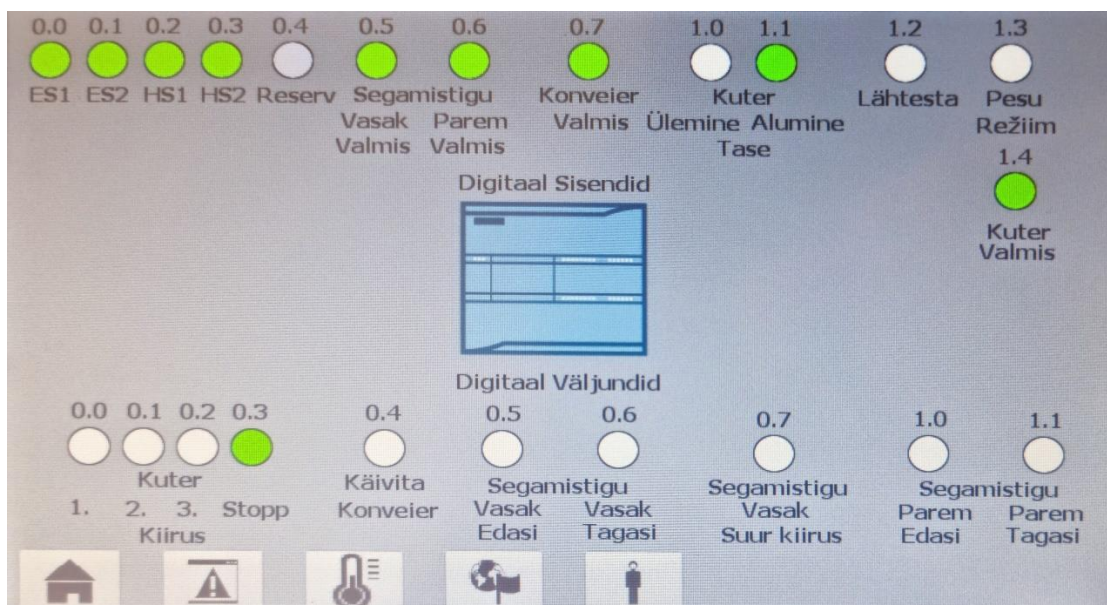 0.0 0.1 0.2 0.3 0.4 0.5 0.6 0.7 1.0 1.1 1.2 1.3
ES1 ES2 HS1 HS2 Reserv Segamistigu Konveier Kuter Lähtesta Pesu
Vasak Parem Valmis Ülemine Alumine Režiim
Valmis Valmis Tase
1.4
Digitaal Sisendid
Kuter
Valmis
Digitaal Väljundid
0.0 0.1 0.2 0.3 0.4 0.5 0.6 0.7 1.0 1.1
Kuter Käivita Segamistigu Segamistigu Segamistigu
1. 2. 3. Stopp Konveier Vasak Vasak Vasak Parem Parem
Kiirus Edasi Tagasi Suur kiirus Edasi Tagasi